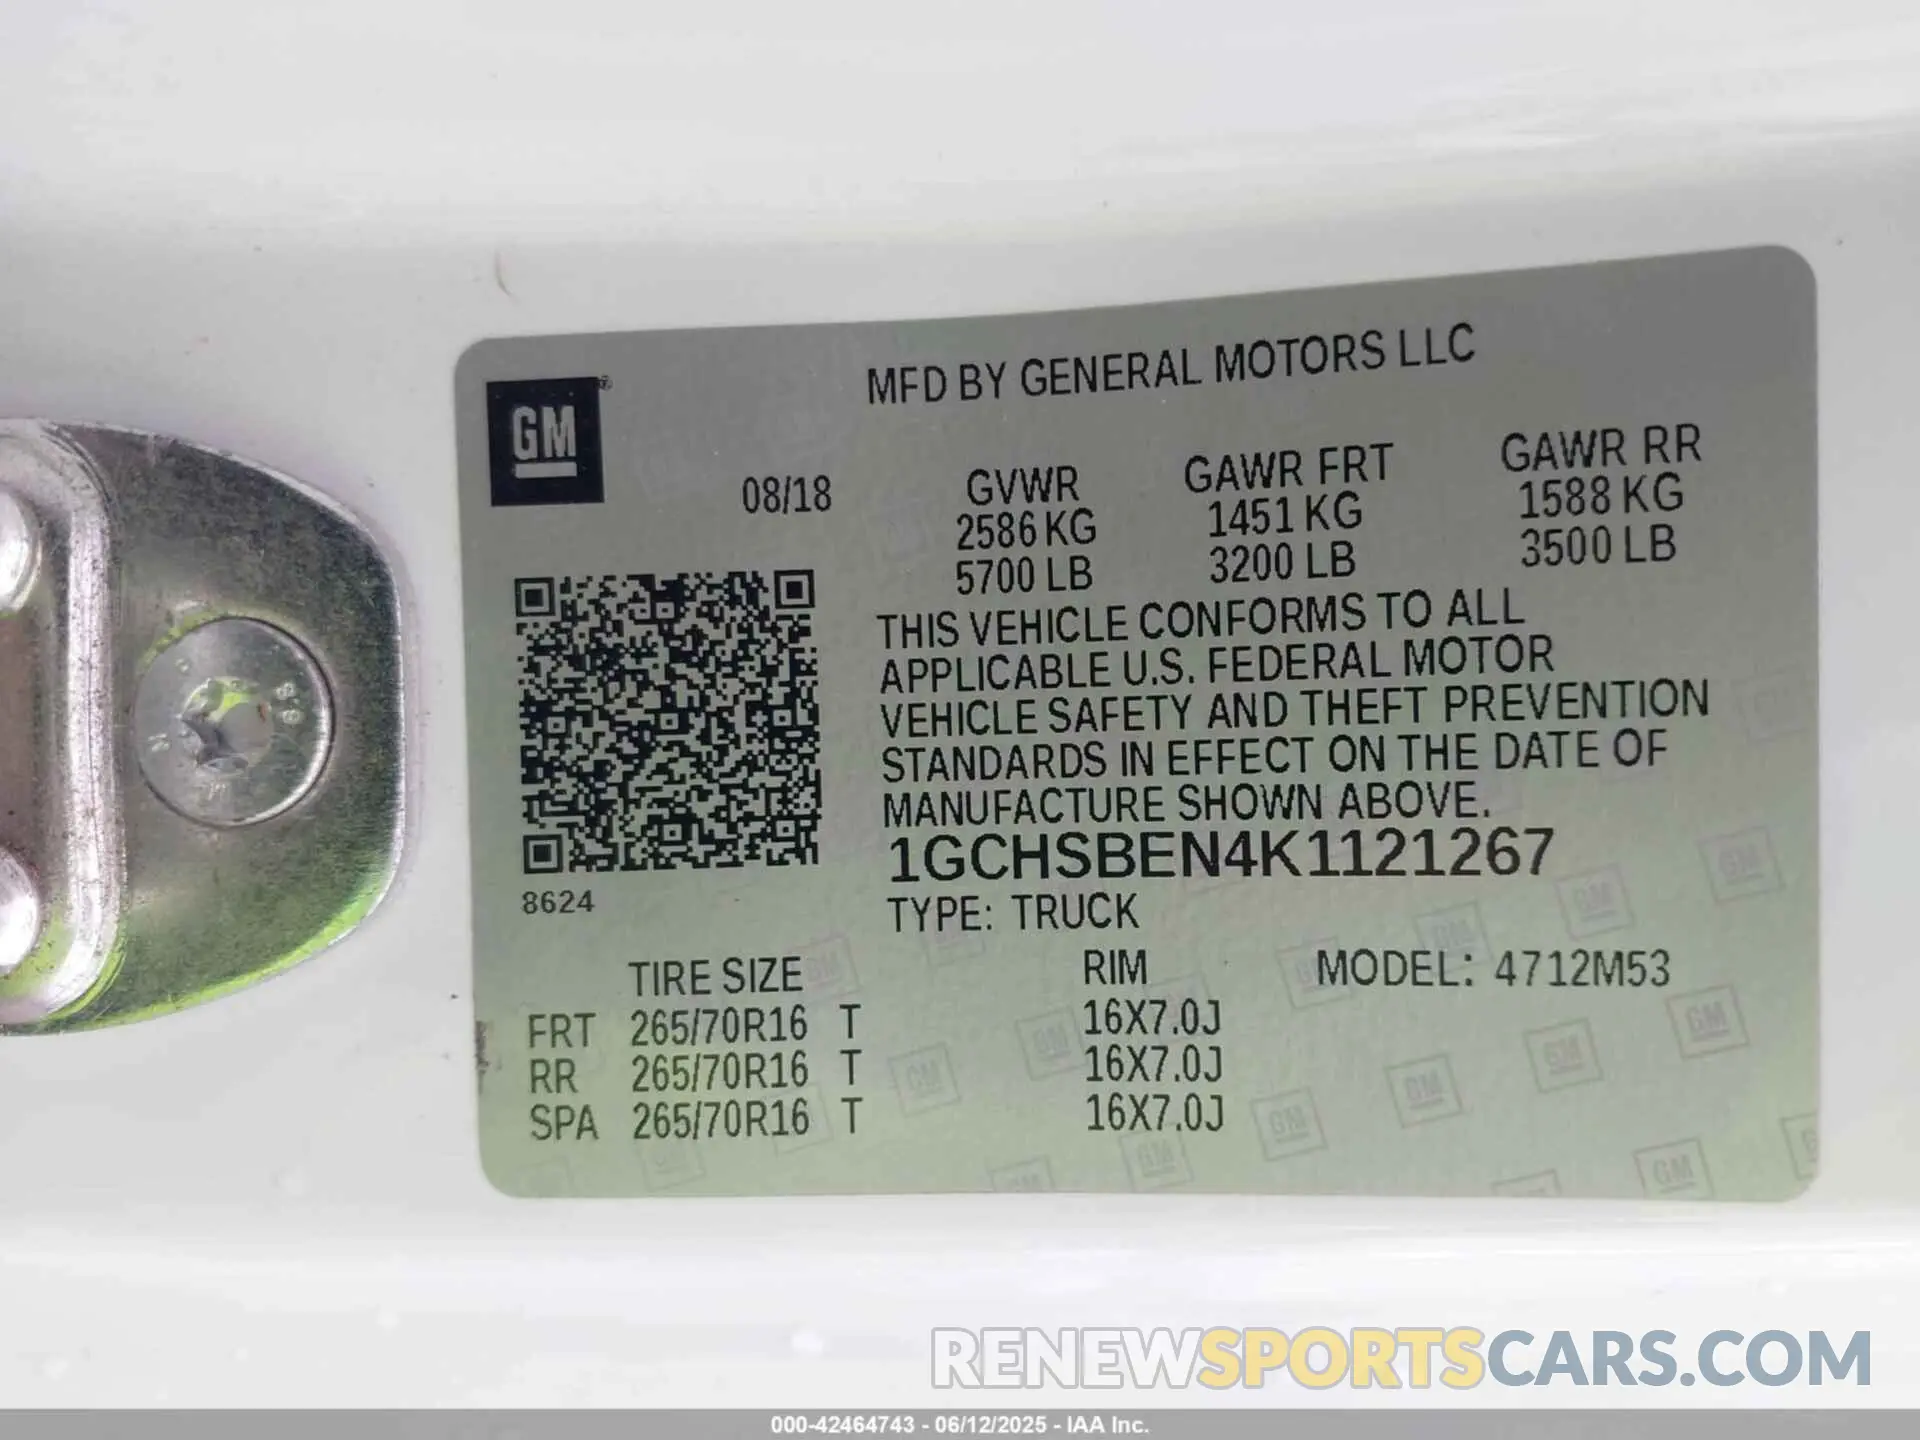 MFD BY GENERAL MOTORS LLC
GM
®
08/18
GVWR
2586 KG
5700 LB
GAWR FRT
1451 KG
3200 LB
GAWR RR
1588 KG
3500 LB
THIS VEHICLE CONFORMS TO ALL
APPLICABLE U.S. FEDERAL MOTOR
VEHICLE SAFETY AND THEFT PREVENTION
STANDARDS IN EFFECT ON THE DATE OF
MANUFACTURE SHOWN ABOVE.
1GCHSBEN4K1121267
8624
TYPE: TRUCK
TIRE SIZE RIM MODEL: 4712M53
FRT 265/70R16 T 16X7.0J
RR 265/70R16 T 16X7.0J
SPA 265/70R16 T 16X7.0J
RENEWSPORTSCARS.COM
000-42464743 - 06/12/2025 - IAA Inc.